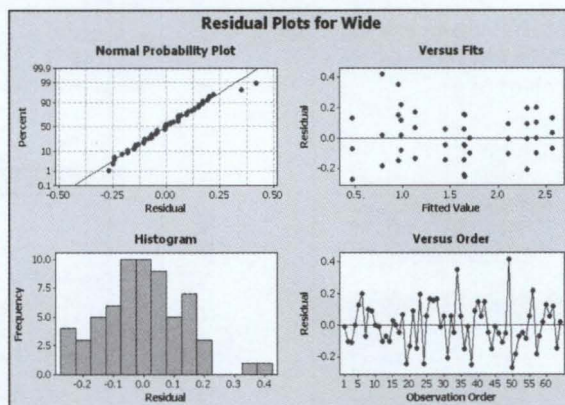 Residual Plots for Wide
Normal Probability Plot
99.9
99
90
50
10
1
0.1
Percent
-0.50 -0.25 0.00 0.25 0.50
Residual
Versus Fits
0.4
0.2
0.0
-0.2
Residual
0.5 1.0 1.5 2.0 2.5
Fitted Value
Histogram
10.0
7.5
5.0
2.5
0.0
Frequency
-0.2 -0.1 0.0 0.1 0.2 0.3 0.4
Residual
Versus Order
0.4
0.2
0.0
-0.2
Residual
1 5 10 15 20 25 30 35 40 45 50 55 60
Observation Order